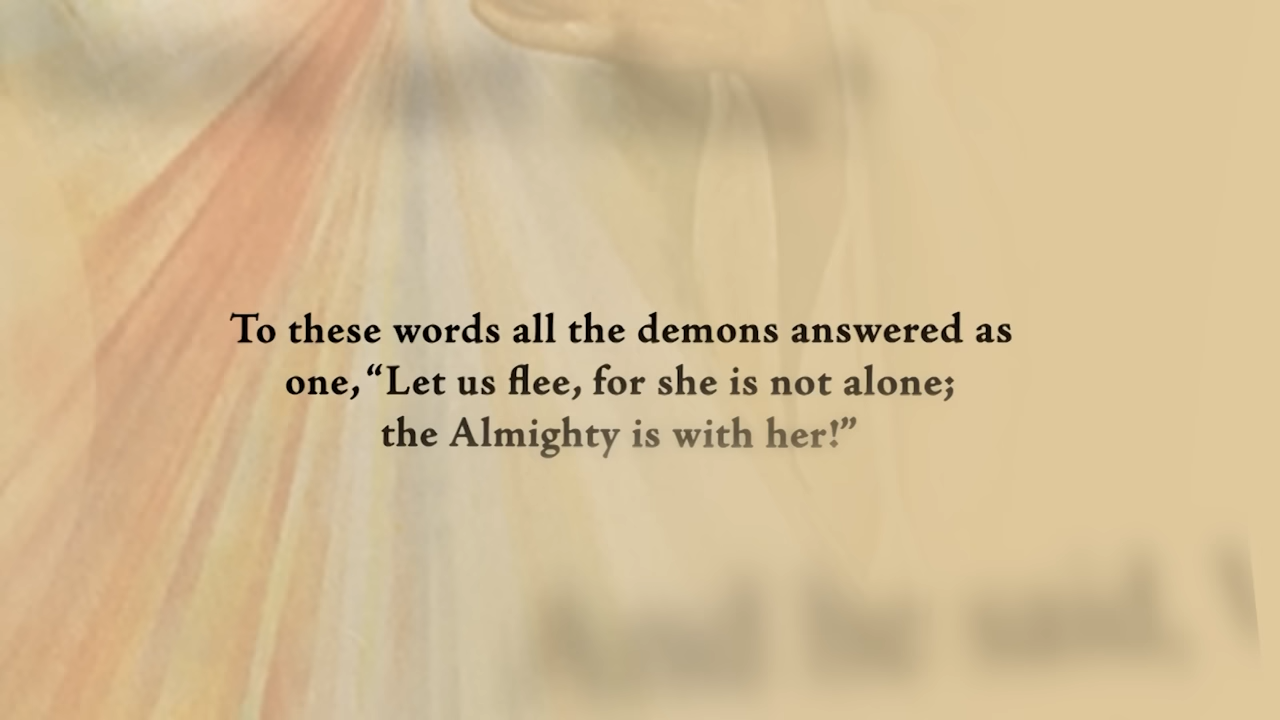 To these words all the demons answered as
one, “Let us flee, for she is not alone;
the Almighty is with her!”